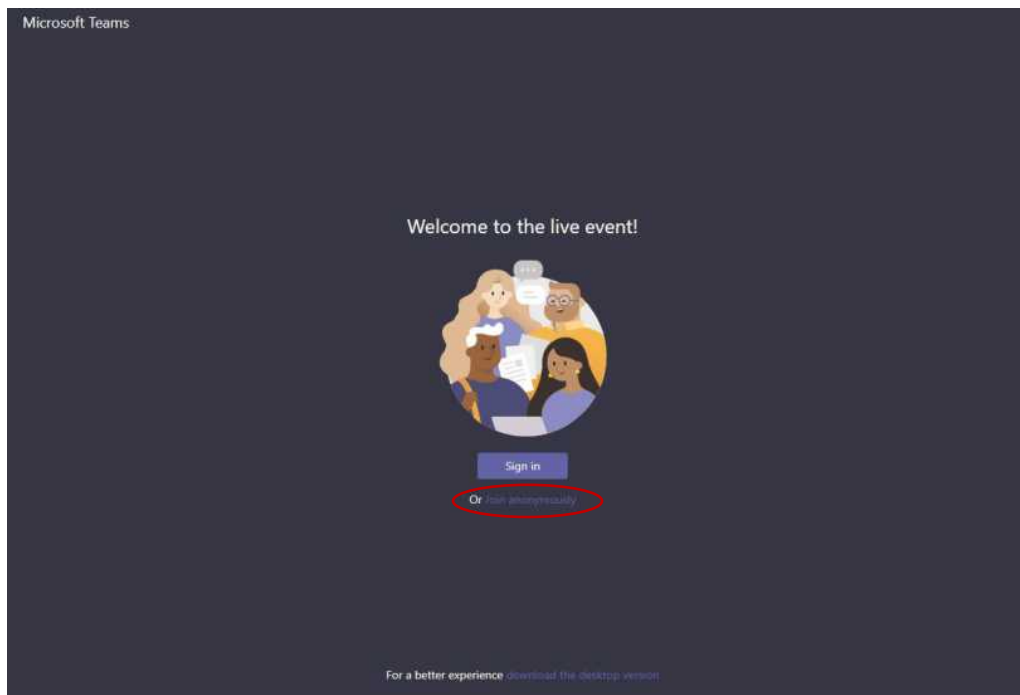 Microsoft Teams
Welcome to the live event!
Sign in
Or Join anonymously
For a better experience download the desktop version